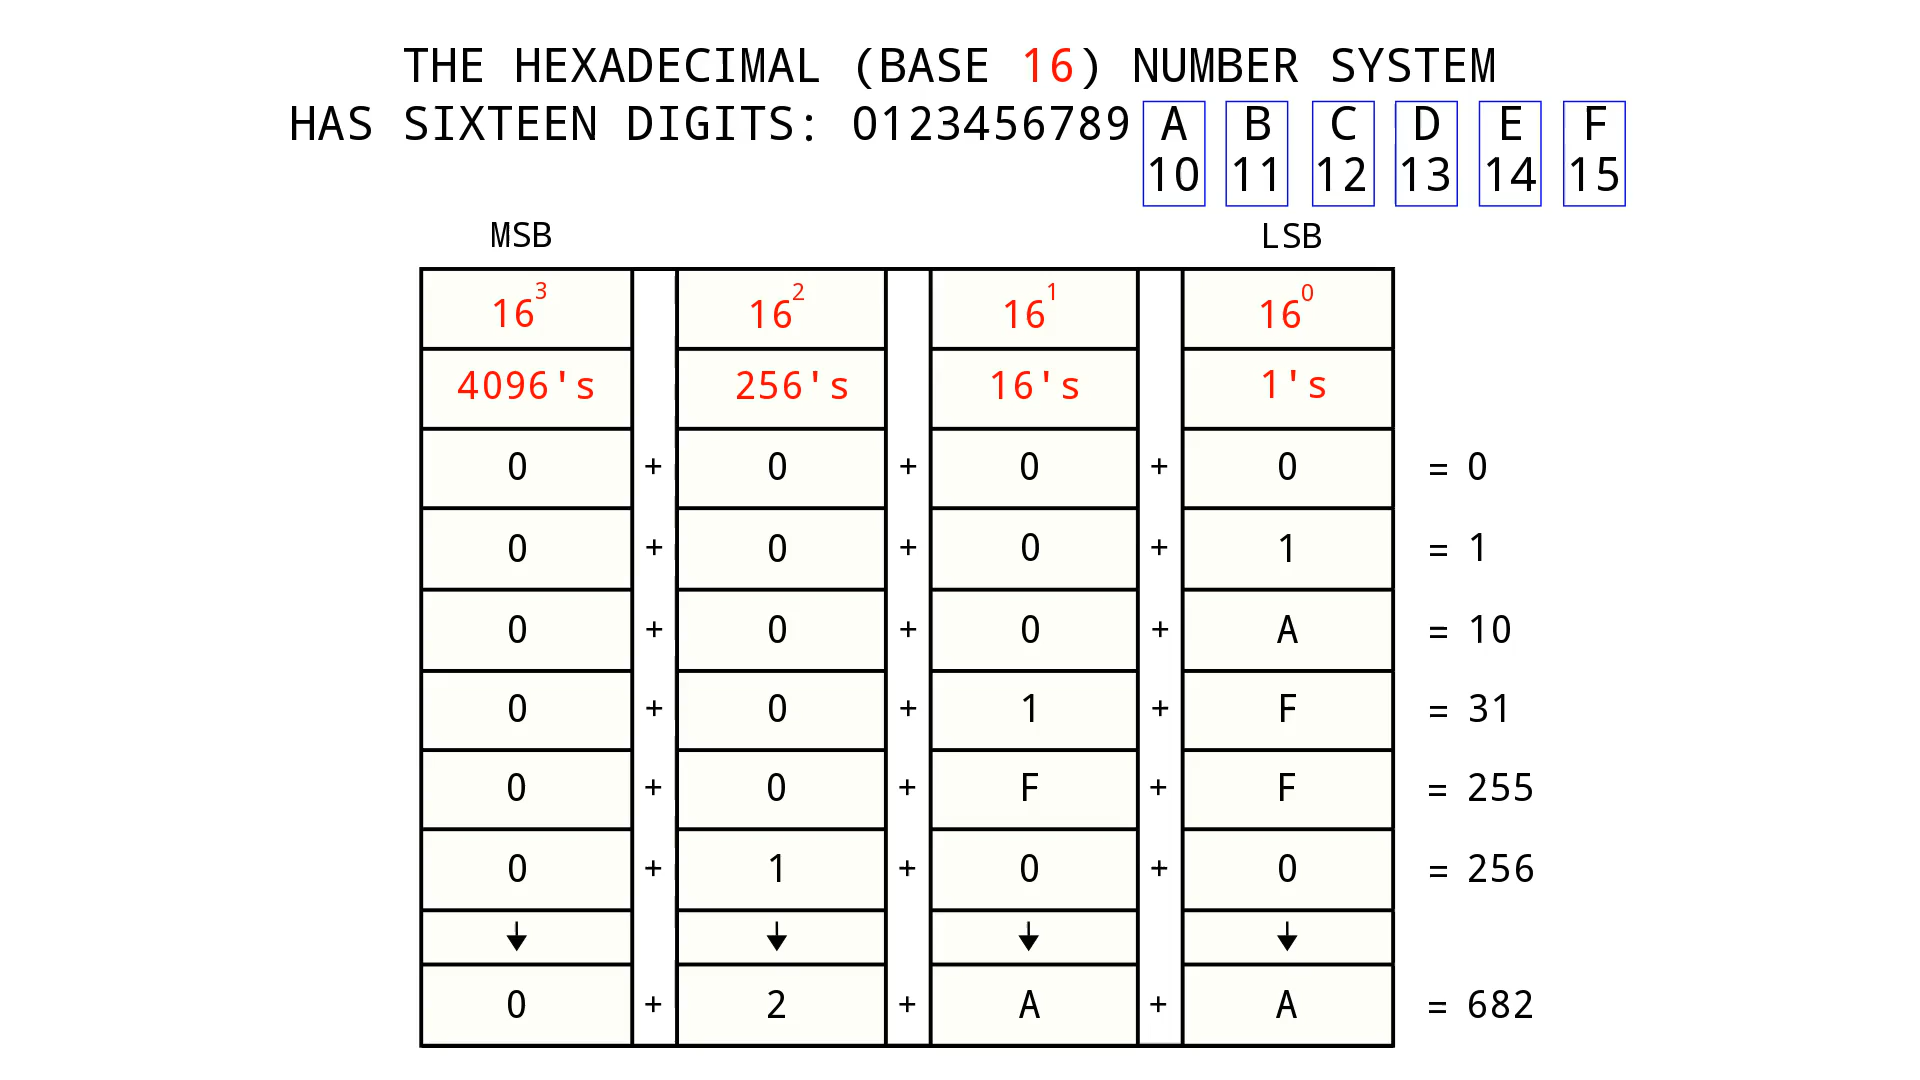 THE HEXADECIMAL (BASE 16) NUMBER SYSTEM
HAS SIXTEEN DIGITS: 0123456789 A B C D E F
10 11 12 13 14 15
MSB LSB
16³ 16² 16¹ 16⁰
4096's 256's 16's 1's
0 + 0 + 0 + 0 = 0
0 + 0 + 0 + 1 = 1
0 + 0 + 0 + A = 10
0 + 0 + 1 + F = 31
0 + 0 + F + F = 255
0 + 1 + 0 + 0 = 256
0 + 2 + A + A = 682